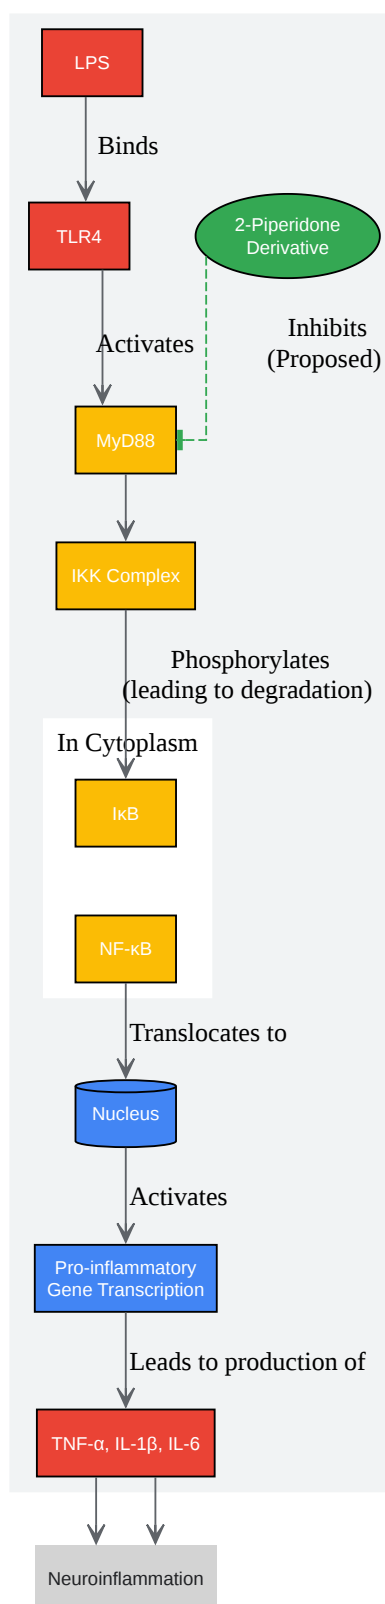 LPS
Binds
TLR4
2-Piperidone
Derivative
Activates
Inhibits
(Proposed)
MyD88
IKK Complex
Phosphorylates
(leading to degradation)
In Cytoplasm
IκB
NF-κB
Translocates to
Nucleus
Activates
Pro-inflammatory
Gene Transcription
Leads to production of
TNF-α, IL-1β, IL-6
Neuroinflammation